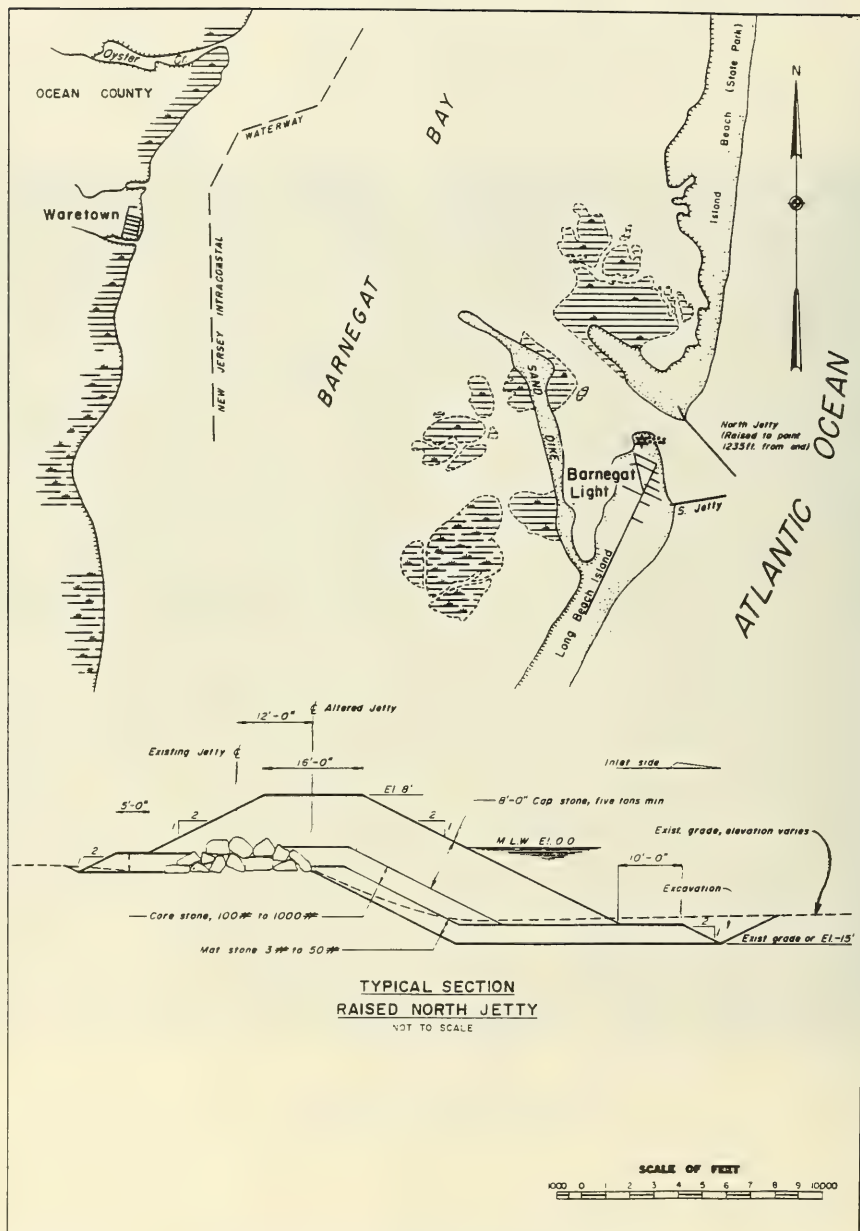 Oyster Cr
OCEAN COUNTY
WATERWAY
BAY
Island Beach (State Park)
N
Waretown
NEW JERSEY INTRACOASTAL
BARNEGAT
SAND DIKE
North Jetty
(Raised to point
1235ft. from end)
ATLANTIC OCEAN
Barnegat
Light
S. Jetty
Long Beach Island
℄ Altered Jetty
12'-0"
Existing Jetty ℄
16'-0"
Inlet side
El 8'
5'-0"
2
1
2
1
8'-0" Cap stone, five tons min
M L.W El. 0.0
Exist. grade, elevation varies
10'-0"
2
Excavation
Core stone, 100# to 1000#
2
1
1
Mat stone 3# to 50#
Exist grade or El.-15'
TYPICAL SECTION
RAISED NORTH JETTY
NOT TO SCALE
SCALE OF FEET
1000 0 1 2 3 4 5 6 7 8 9 10000